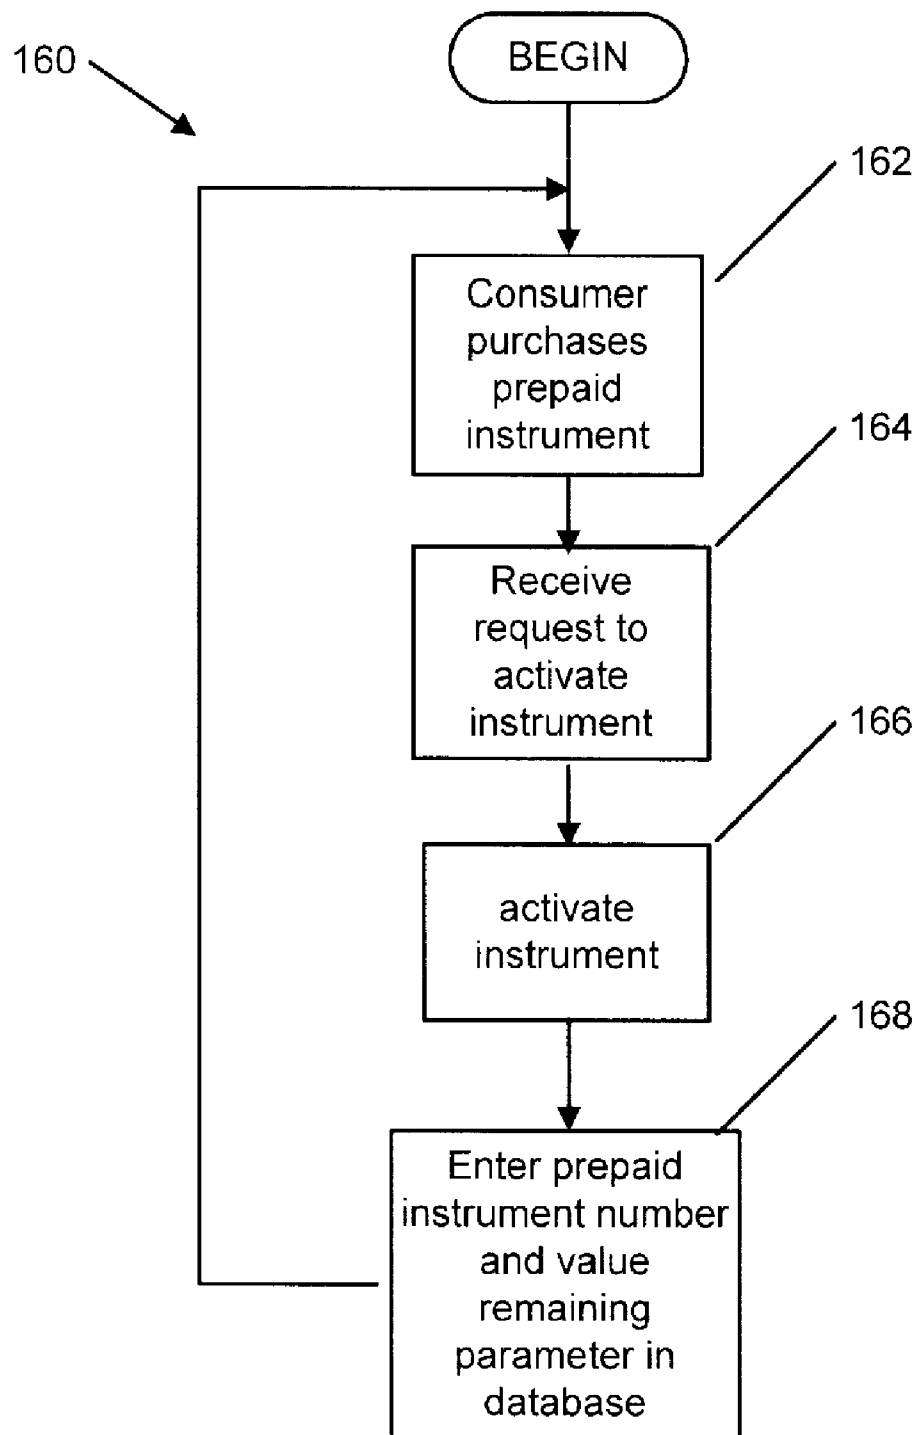 BEGIN
160
162
Consumer
purchases
prepaid
instrument
164
Receive
request to
activate
instrument
166
activate
instrument
168
Enter prepaid
instrument number
and value
remaining
parameter in
database